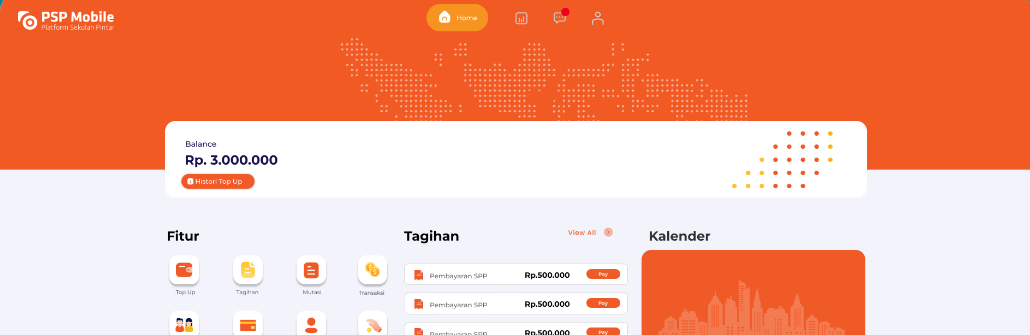 PSP Mobile
Platform Sekolah Pintar
Home
Balance
Rp. 3.000.000
Histori Top Up
Fitur
Top Up
Tagihan
Mutasi
Transaksi
Tagihan
View All
Pembayaran SPP
Rp.500.000
Pay
Pembayaran SPP
Rp.500.000
Pay
Pembayaran SPP
Rp.500.000
Pay
Kalender